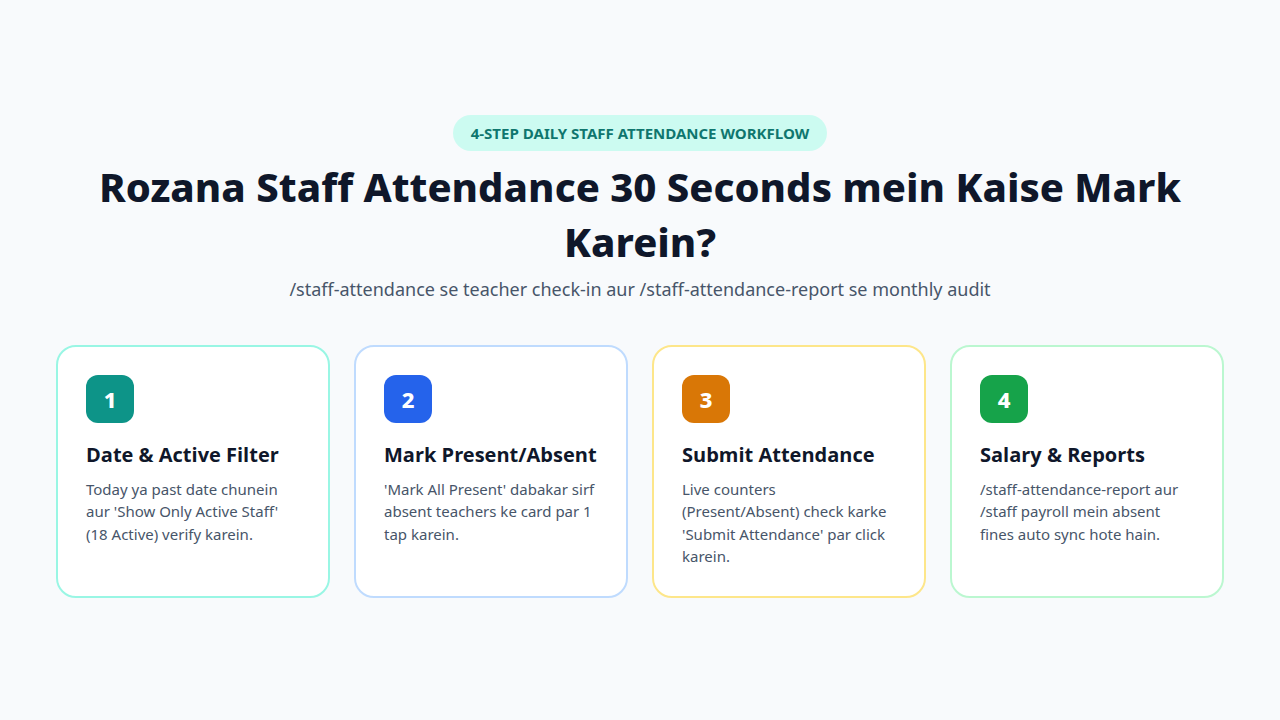 4-STEP DAILY STAFF ATTENDANCE WORKFLOW
Rozana Staff Attendance 30 Seconds mein Kaise Mark
Karein?
/staff-attendance se teacher check-in aur /staff-attendance-report se monthly audit
1
Date & Active Filter
Today ya past date chunein
aur 'Show Only Active Staff'
(18 Active) verify karein.
2
Mark Present/Absent
'Mark All Present' dabakar sirf
absent teachers ke card par 1
tap karein.
3
Submit Attendance
Live counters
(Present/Absent) check karke
'Submit Attendance' par click
karein.
4
Salary & Reports
/staff-attendance-report aur
/staff payroll mein absent
fines auto sync hote hain.